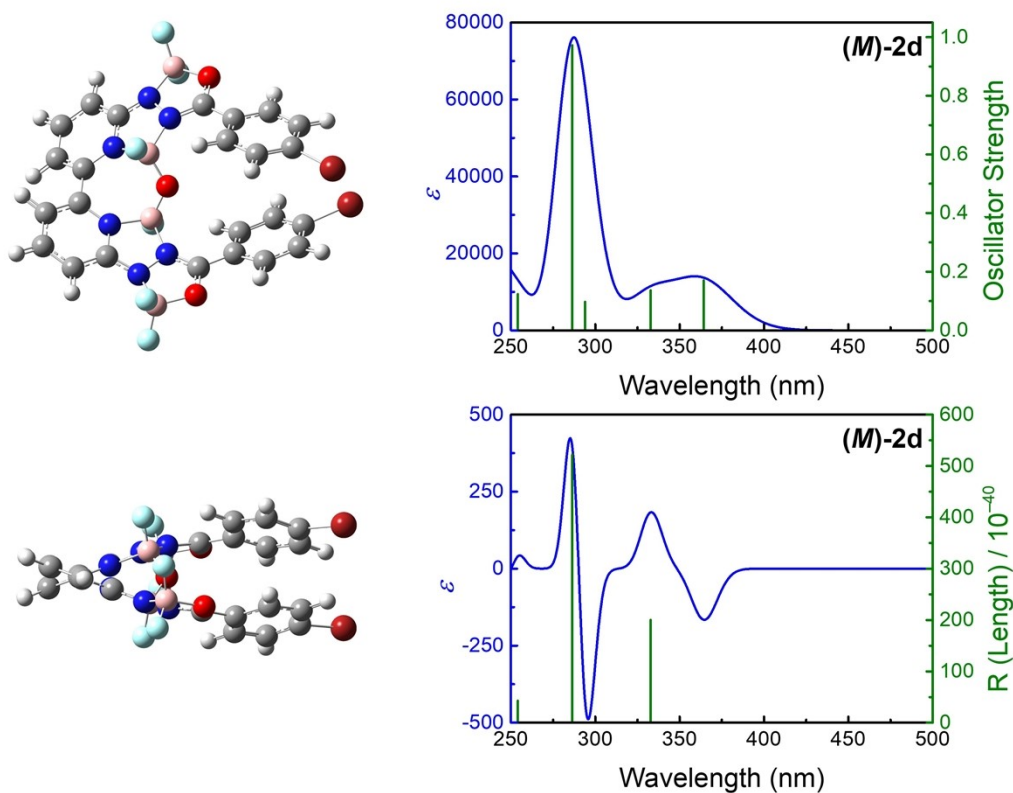 80000
60000
40000
20000
0
ε
250 300 350 400 450 500
Wavelength (nm)
1.0
0.8
0.6
0.4
0.2
0.0
Oscillator Strength
(M)-2d
500
250
0
-250
-500
ε
250 300 350 400 450 500
Wavelength (nm)
600
500
400
300
200
100
0
R (Length) / 10⁻⁴⁰
(M)-2d